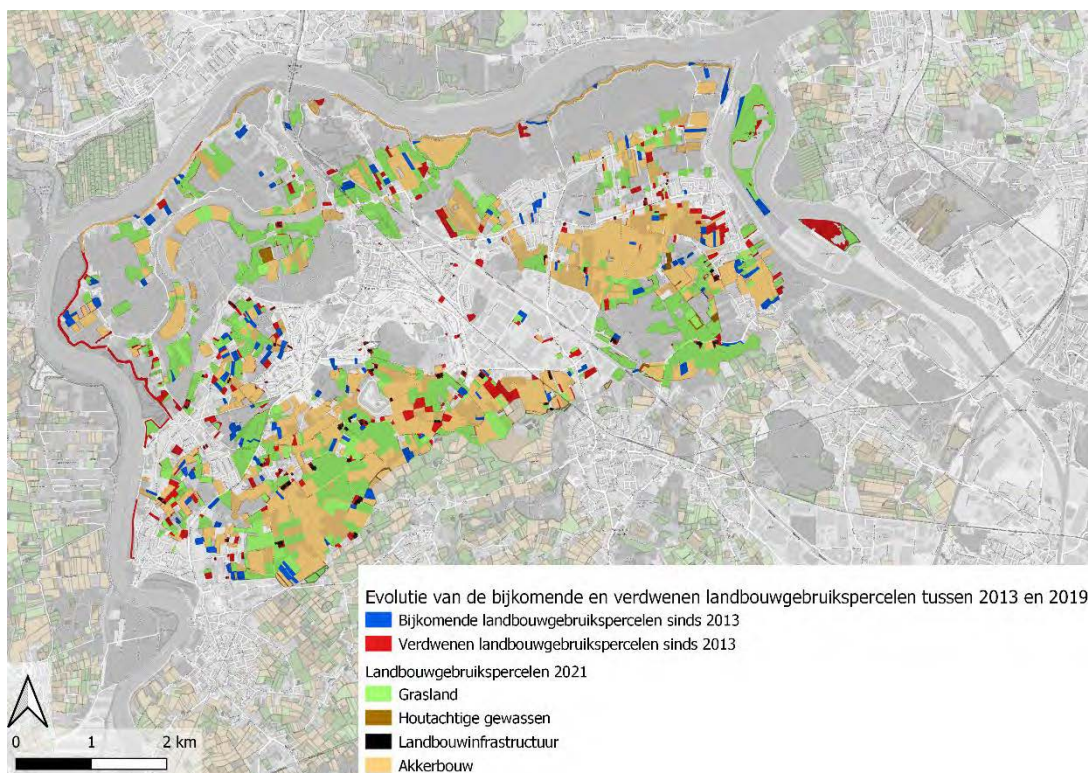 Evolutie van de bijkomende en verdwenen landbouwgebruikspercelen tussen 2013 en 2019
Bijkomende landbouwgebruikspercelen sinds 2013
Verdwenen landbouwgebruikspercelen sinds 2013
Landbouwgebruikspercelen 2021
Grasland
Houtachtige gewassen
Landbouwinfrastructuur
Akkerbouw
0 1 2 km